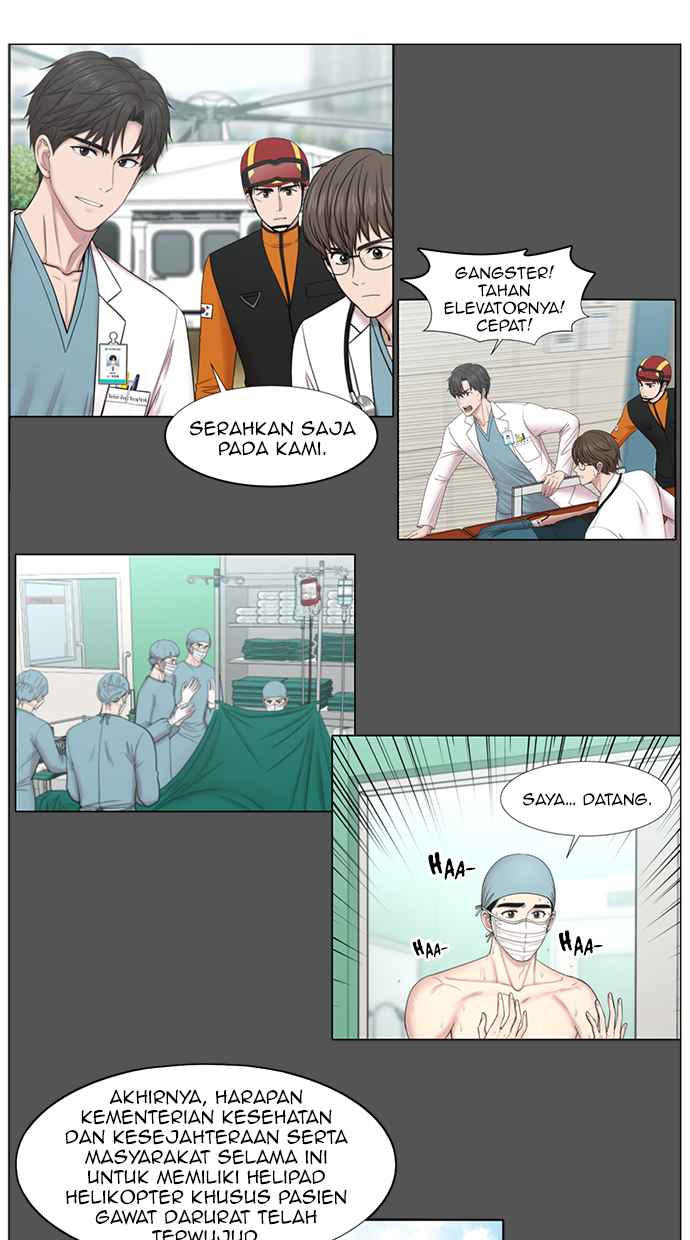 SERAHKAN SAJA
PADA KAMI.
GANGSTER!
TAHAN
ELEVATORNYA!
CEPAT!
SAYA... DATANG.
HAA-
HAA-
HAA-
AKHIRNYA, HARAPAN
KEMENTERIAN KESEHATAN
DAN KESEJAHTERAAN SERTA
MASYARAKAT SELAMA INI
UNTUK MEMILIKI HELIPAD
HELIKOPTER KHUSUS PASIEN
GAWAT DARURAT TELAH
TERWUJUD